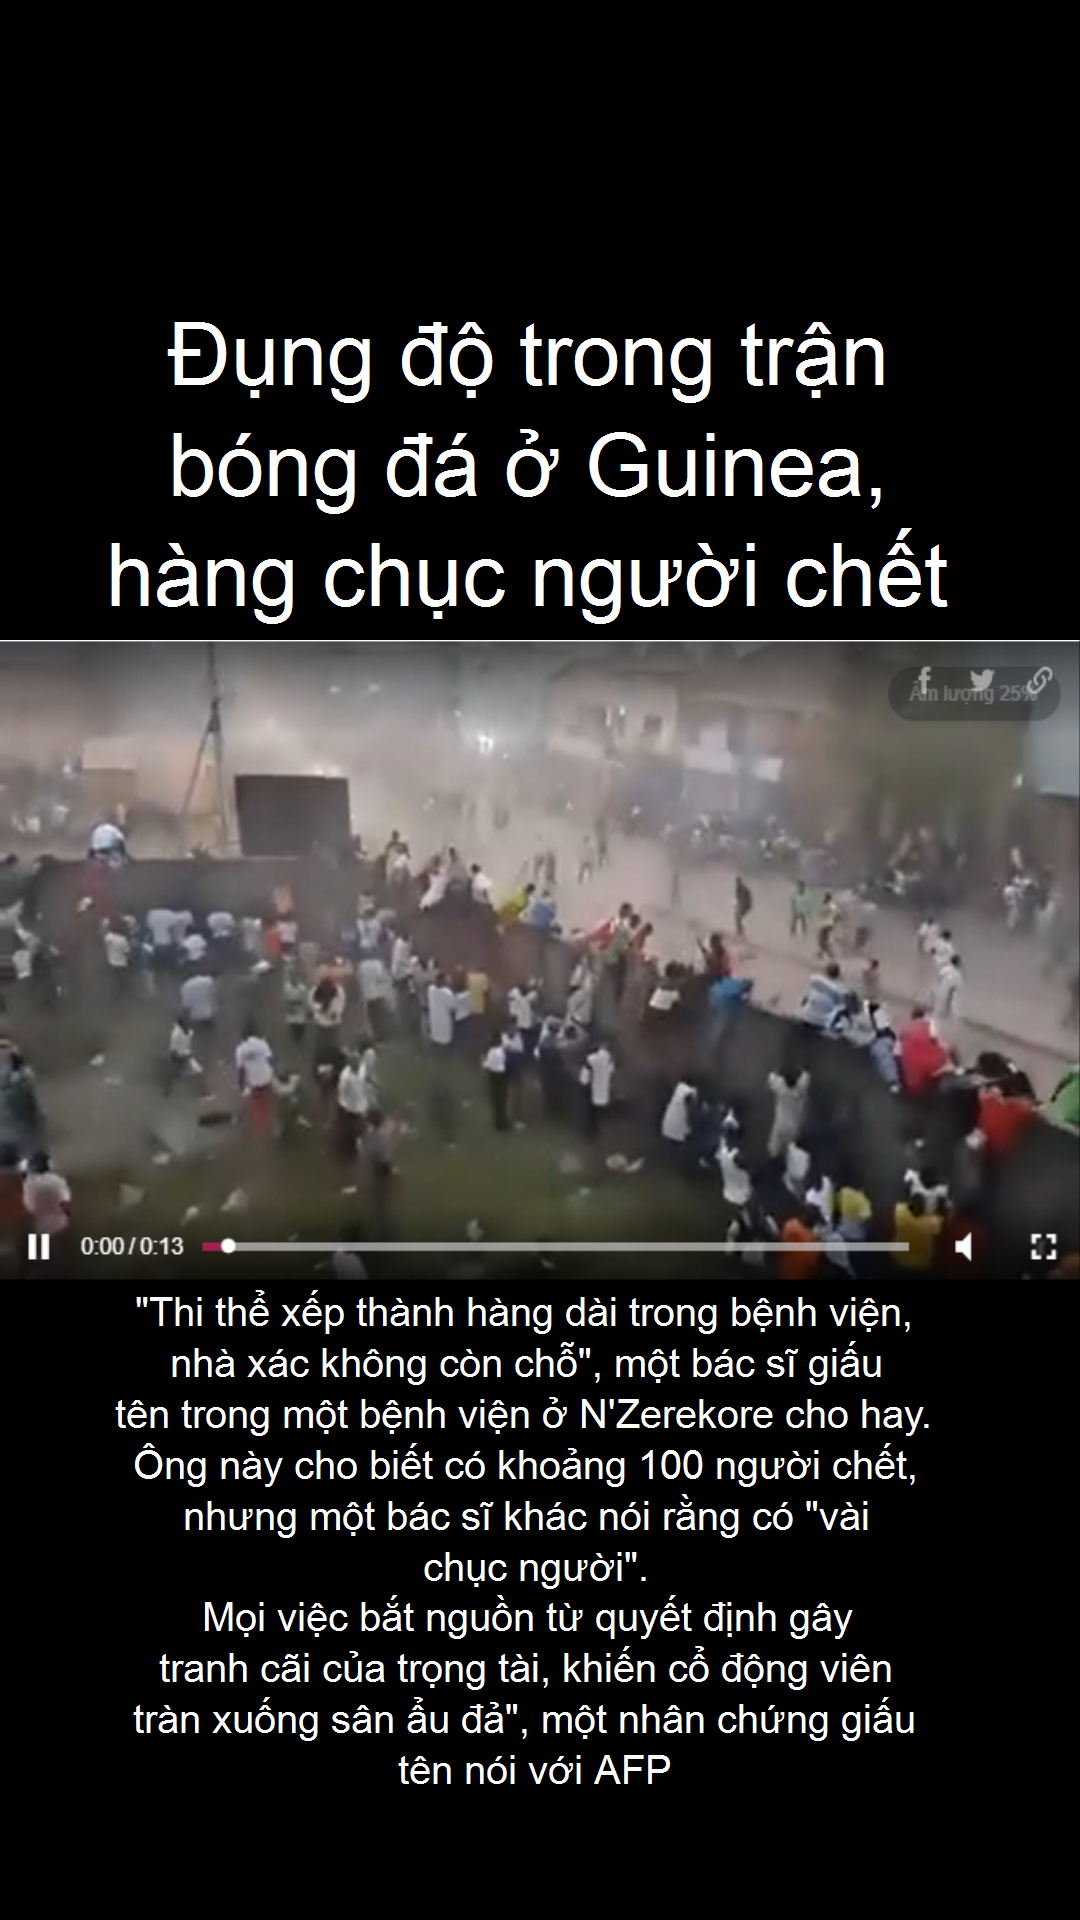 Đụng độ trong trận
bóng đá ở Guinea,
hàng chục người chết
Âm lượng 25%
0:00 / 0:13
"Thi thể xếp thành hàng dài trong bệnh viện,
nhà xác không còn chỗ", một bác sĩ giấu
tên trong một bệnh viện ở N'Zerekore cho hay.
Ông này cho biết có khoảng 100 người chết,
nhưng một bác sĩ khác nói rằng có "vài
chục người".
Mọi việc bắt nguồn từ quyết định gây
tranh cãi của trọng tài, khiến cổ động viên
tràn xuống sân ẩu đả", một nhân chứng giấu
tên nói với AFP